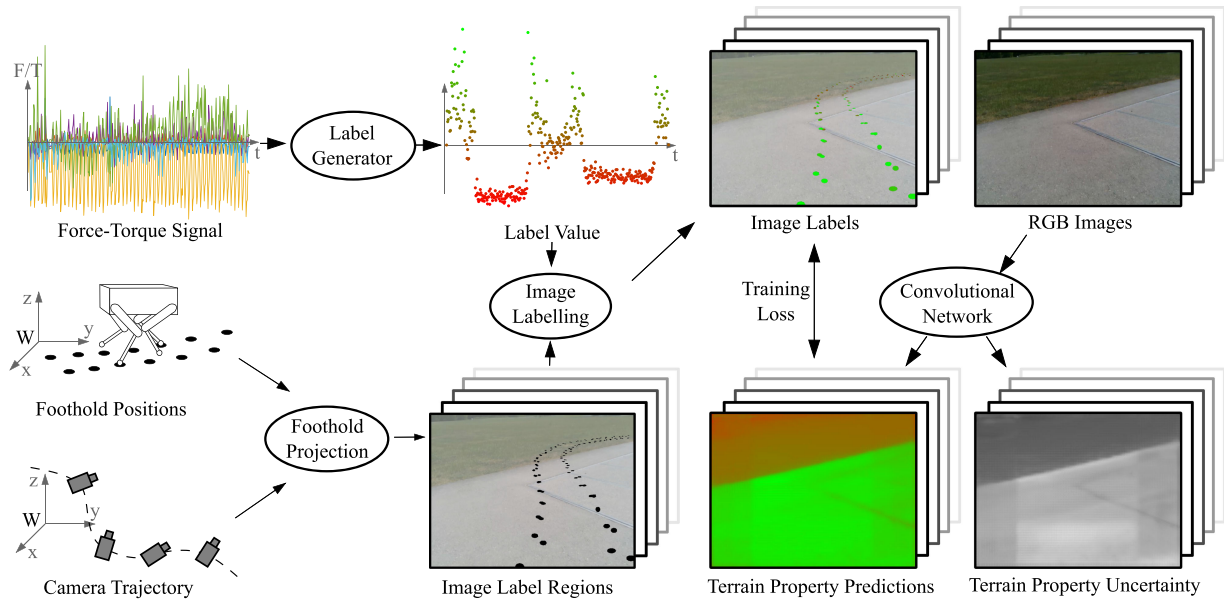 F/T
t
Force-Torque Signal
Label
Generator
t
Label Value
Image Labels
RGB Images
Image
Labelling
Training
Loss
Convolutional
Network
z
W
y
x
Foothold Positions
Foothold
Projection
z
W
y
x
Camera Trajectory
Image Label Regions
Terrain Property Predictions
Terrain Property Uncertainty